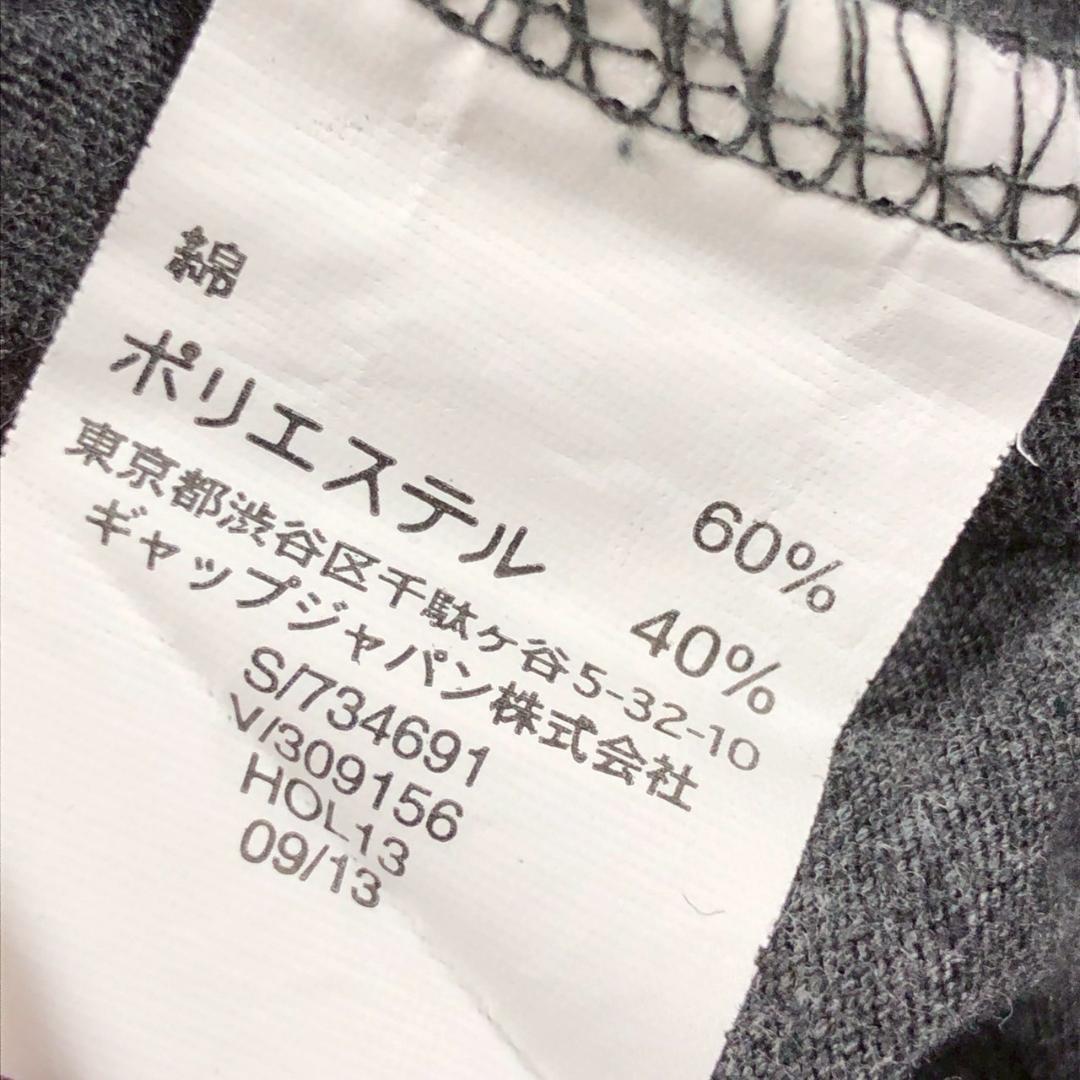 綿 60%
ポリエステル 40%
東京都渋谷区千駄ヶ谷5-32-10
ギャップジャパン株式会社
S/734691
V/309156
HOL13
09/13